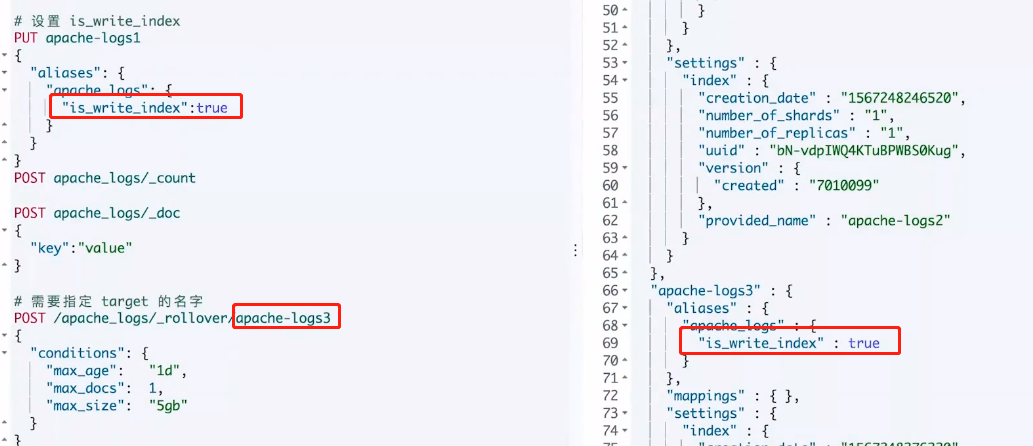 # 设置 is_write_index
PUT apache-logs1
{
"aliases": {
"apache_logs": {
"is_write_index":true
}
}
}
POST apache_logs/_count
POST apache_logs/_doc
{
"key":"value"
}
# 需要指定 target 的名字
POST /apache_logs/_rollover/apache-logs3
{
"conditions": {
"max_age": "1d",
"max_docs": 1,
"max_size": "5gb"
}
}
50 }
51 }
52 },
53 "settings" : {
54 "index" : {
55 "creation_date" : "1567248246520",
56 "number_of_shards" : "1",
57 "number_of_replicas" : "1",
58 "uuid" : "bN-vdpIWQ4KTuBPWBS0Kug",
59 "version" : {
60 "created" : "7010099"
61 },
62 "provided_name" : "apache-logs2"
63 }
64 }
65 },
66 "apache-logs3" : {
67 "aliases" : {
68 "apache_logs" : {
69 "is_write_index" : true
70 }
71 },
72 "mappings" : { },
73 "settings" : {
74 "index" : {